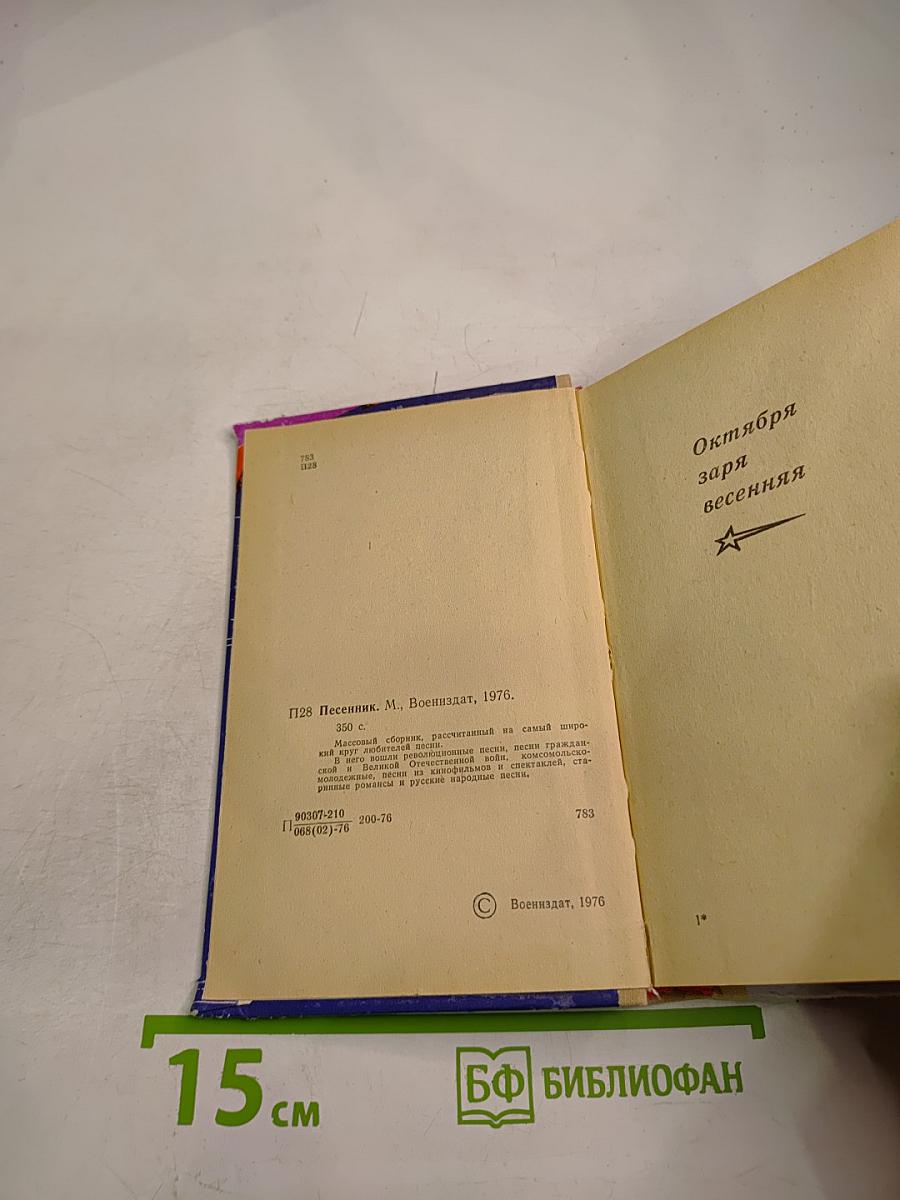 783
П28
П28 Песенник. М., Воениздат, 1976.
350 с.
Массовый сборник, рассчитанный на самый широ-
кий круг любителей песни.
В него вошли революционные песни, песни граждан-
ской и Великой Отечественной войн, комсомольско-
молодежные, песни из кинофильмов и спектаклей, ста-
ринные романсы и русские народные песни.
П 90307-210
068(02)-76 200-76 783
© Воениздат, 1976
Октября
заря
весенняя
1*
15 см
БФ БИБЛИОФАН